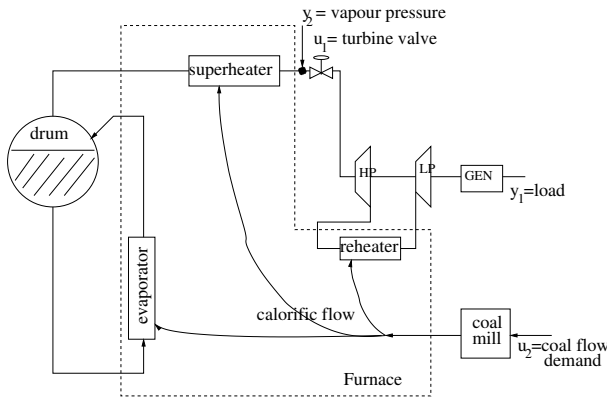 y2= vapour pressure
u1= turbine valve
superheater
drum
HP
LP
GEN
y1=load
reheater
evaporator
calorific flow
coal
mill
u2=coal flow
demand
Furnace